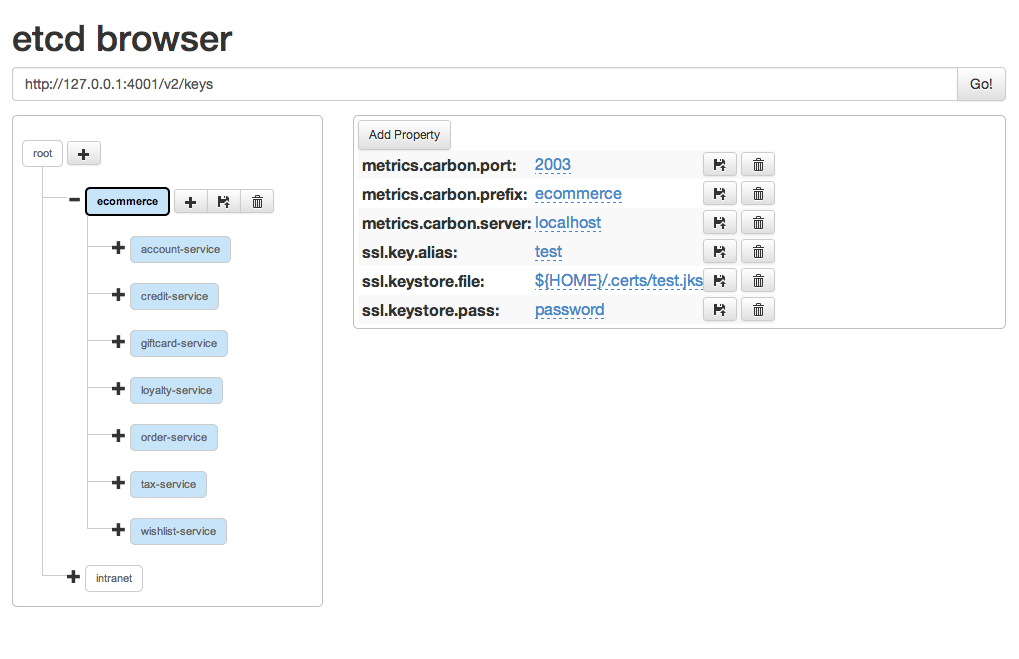 etcd browser
http://127.0.0.1:4001/v2/keys
Go!
root
ecommerce
account-service
credit-service
giftcard-service
loyalty-service
order-service
tax-service
wishlist-service
intranet
Add Property
metrics.carbon.port: 2003
metrics.carbon.prefix: ecommerce
metrics.carbon.server: localhost
ssl.key.alias: test
ssl.keystore.file: ${HOME}/.certs/test.jks
ssl.keystore.pass: password